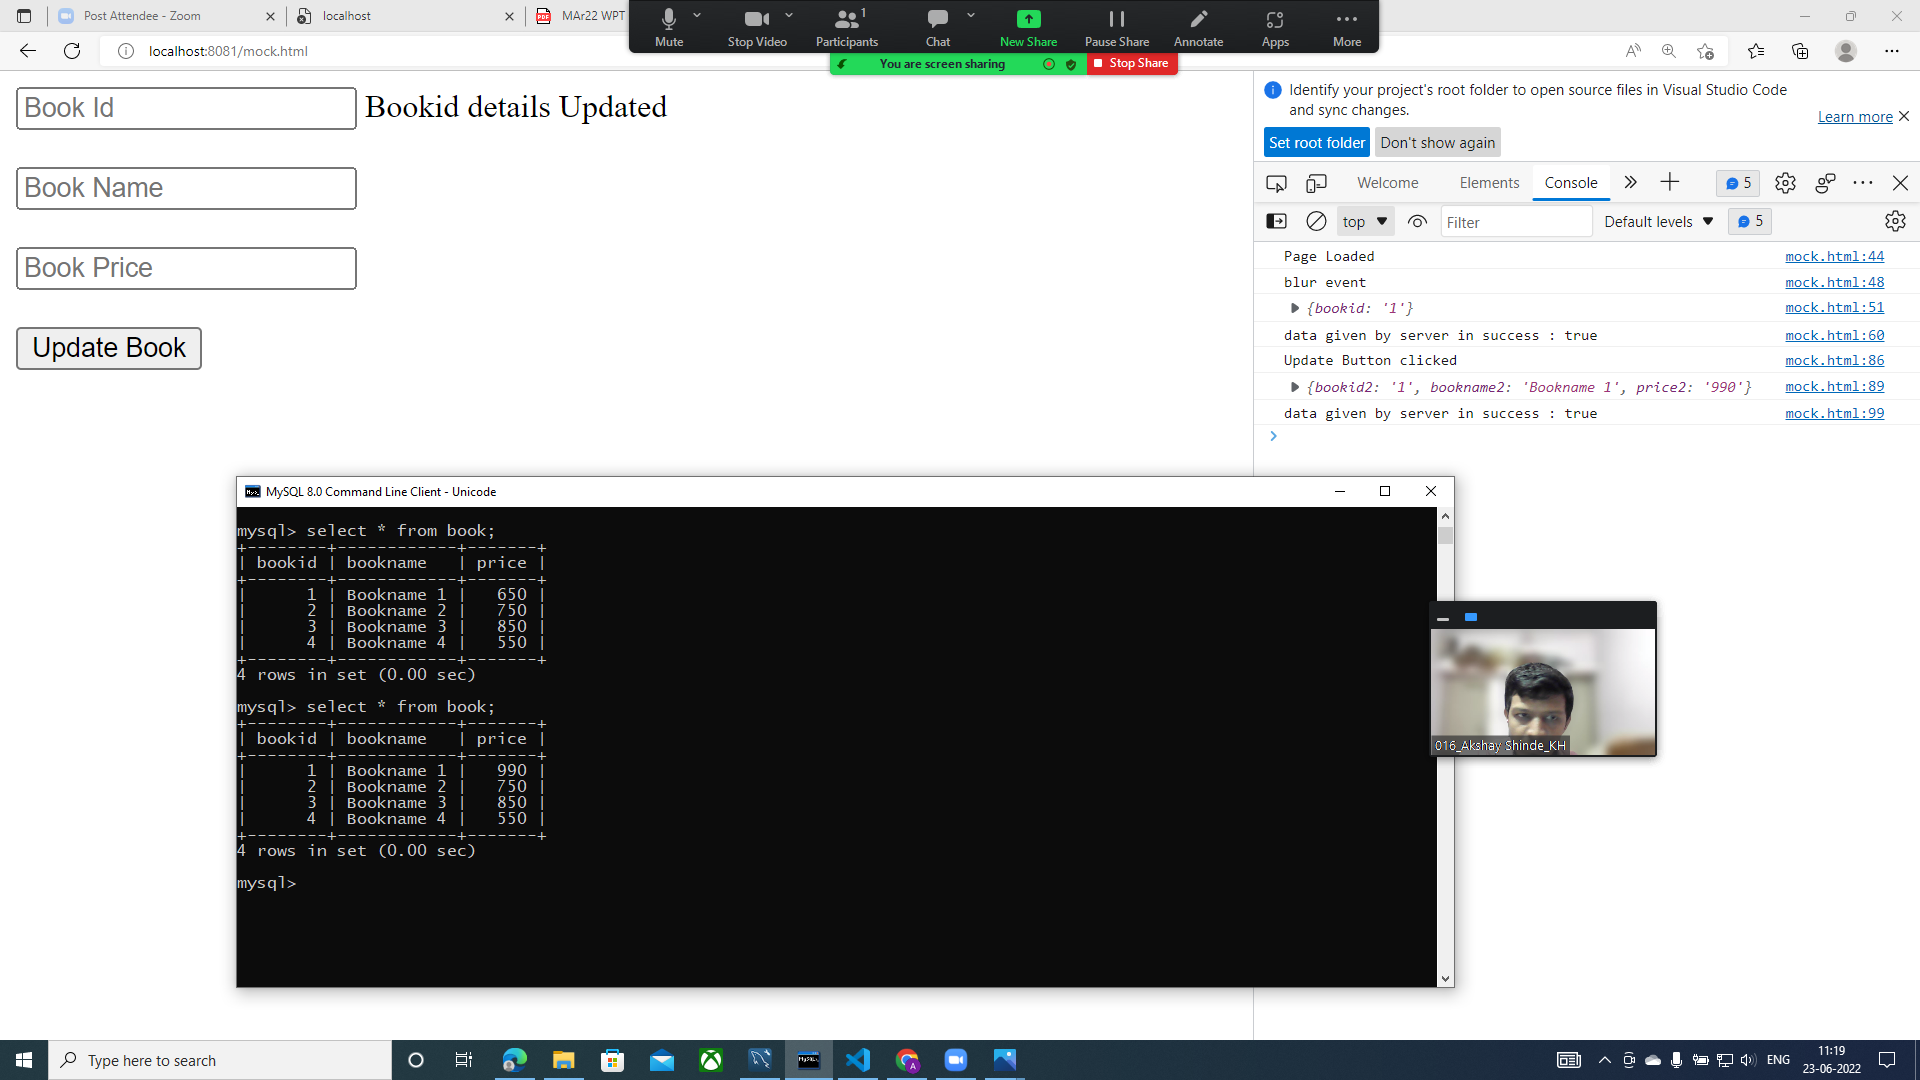 Post Attendee - Zoom
localhost
MAr22 WPT
localhost:8081/mock.html
Mute
Stop Video
Participants
1
Chat
New Share
Pause Share
Annotate
Apps
More
You are screen sharing
Stop Share
Book Id
Bookid details Updated
Book Name
Book Price
Update Book
Identify your project's root folder to open source files in Visual Studio Code
and sync changes.
Learn more
Set root folder
Don't show again
Welcome
Elements
Console
5
top
Filter
Default levels
5
Page Loaded mock.html:44
blur event mock.html:48
{bookid: '1'} mock.html:51
data given by server in success : true mock.html:60
Update Button clicked mock.html:86
{bookid2: '1', bookname2: 'Bookname 1', price2: '990'} mock.html:89
data given by server in success : true mock.html:99
MySQL 8.0 Command Line Client - Unicode
mysql> select * from book;
+--------+------------+-------+
| bookid | bookname   | price |
+--------+------------+-------+
|      1 | Bookname 1 |   650 |
|      2 | Bookname 2 |   750 |
|      3 | Bookname 3 |   850 |
|      4 | Bookname 4 |   550 |
+--------+------------+-------+
4 rows in set (0.00 sec)
mysql> select * from book;
+--------+------------+-------+
| bookid | bookname   | price |
+--------+------------+-------+
|      1 | Bookname 1 |   990 |
|      2 | Bookname 2 |   750 |
|      3 | Bookname 3 |   850 |
|      4 | Bookname 4 |   550 |
+--------+------------+-------+
4 rows in set (0.00 sec)
mysql>
016_Akshay Shinde_KH
Type here to search
ENG
11:19
23-06-2022